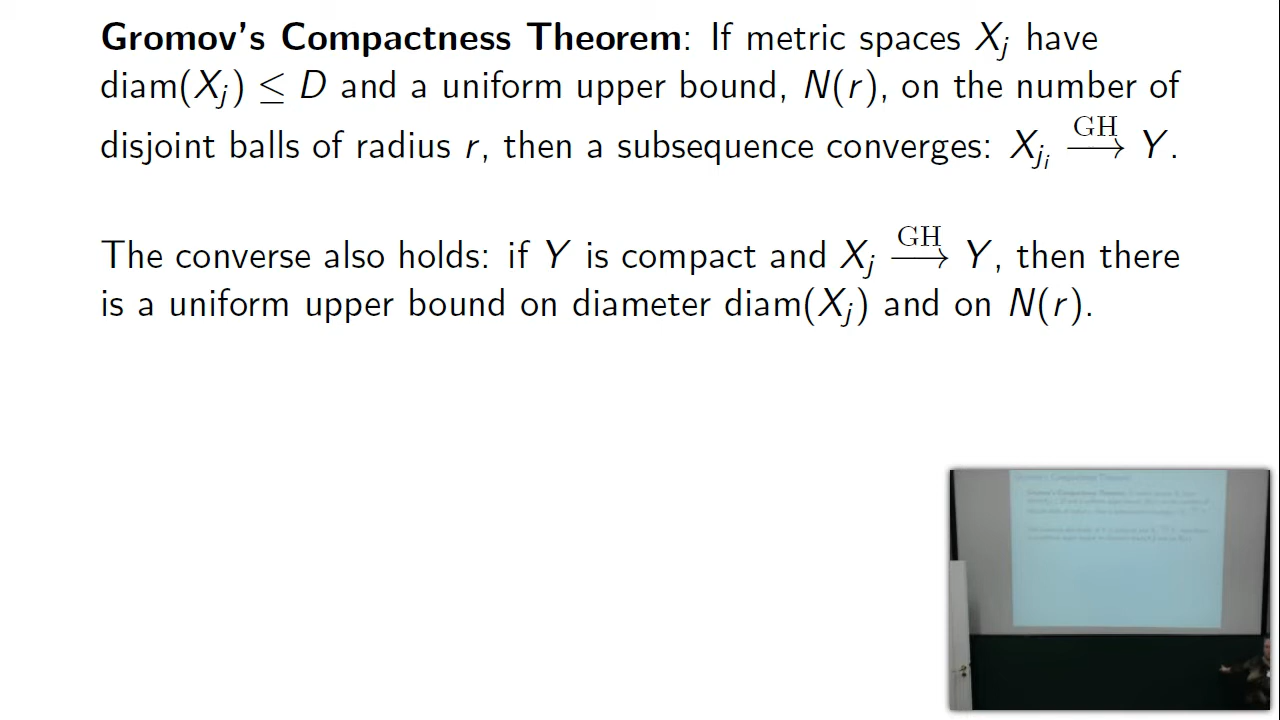 Gromov's Compactness Theorem: If metric spaces X_j have
diam(X_j) ≤ D and a uniform upper bound, N(r), on the number of
disjoint balls of radius r, then a subsequence converges: X_{j_i} \xrightarrow{GH} Y.
The converse also holds: if Y is compact and X_j \xrightarrow{GH} Y, then there
is a uniform upper bound on diameter diam(X_j) and on N(r).